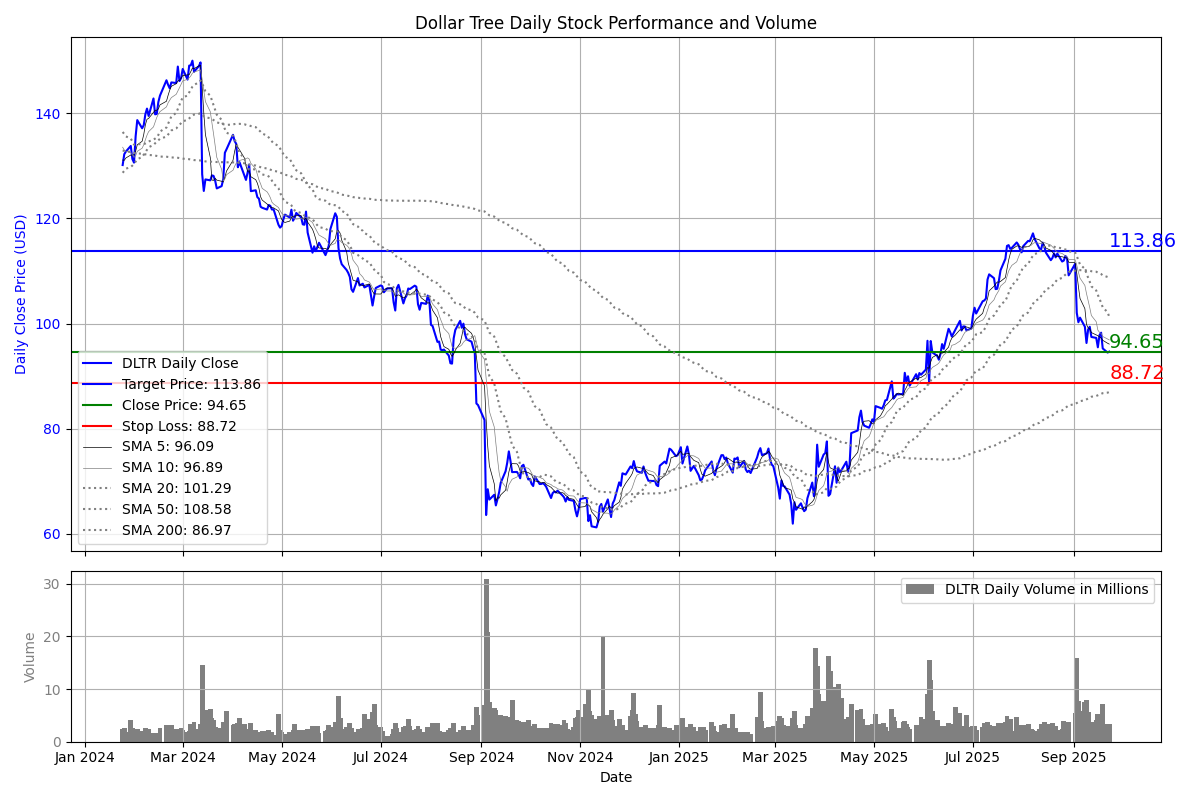 Dollar Tree Daily Stock Performance and Volume
Daily Close Price (USD)
140
120
100
80
60
113.86
94.65
88.72
DLTR Daily Close
Target Price: 113.86
Close Price: 94.65
Stop Loss: 88.72
SMA 5: 96.09
SMA 10: 96.89
SMA 20: 101.29
SMA 50: 108.58
SMA 200: 86.97
Volume
30
20
10
0
DLTR Daily Volume in Millions
Jan 2024 Mar 2024 May 2024 Jul 2024 Sep 2024 Nov 2024 Jan 2025 Mar 2025 May 2025 Jul 2025 Sep 2025
Date